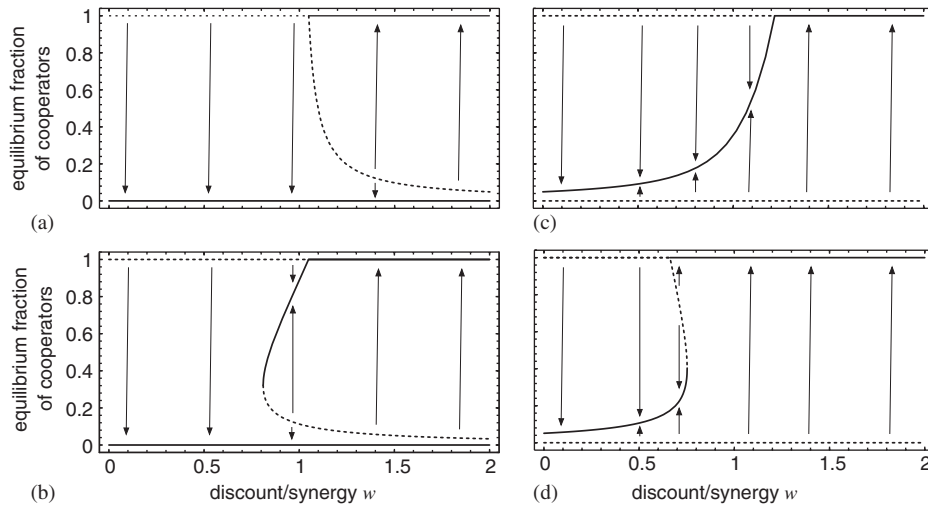 1
0.8
0.6
0.4
0.2
0
equilibrium fraction
of cooperators
(a)
(c)
1
0.8
0.6
0.4
0.2
0
equilibrium fraction
of cooperators
0 0.5 1 1.5 2
0 0.5 1 1.5 2
(b)
discount/synergy w
(d)
discount/synergy w